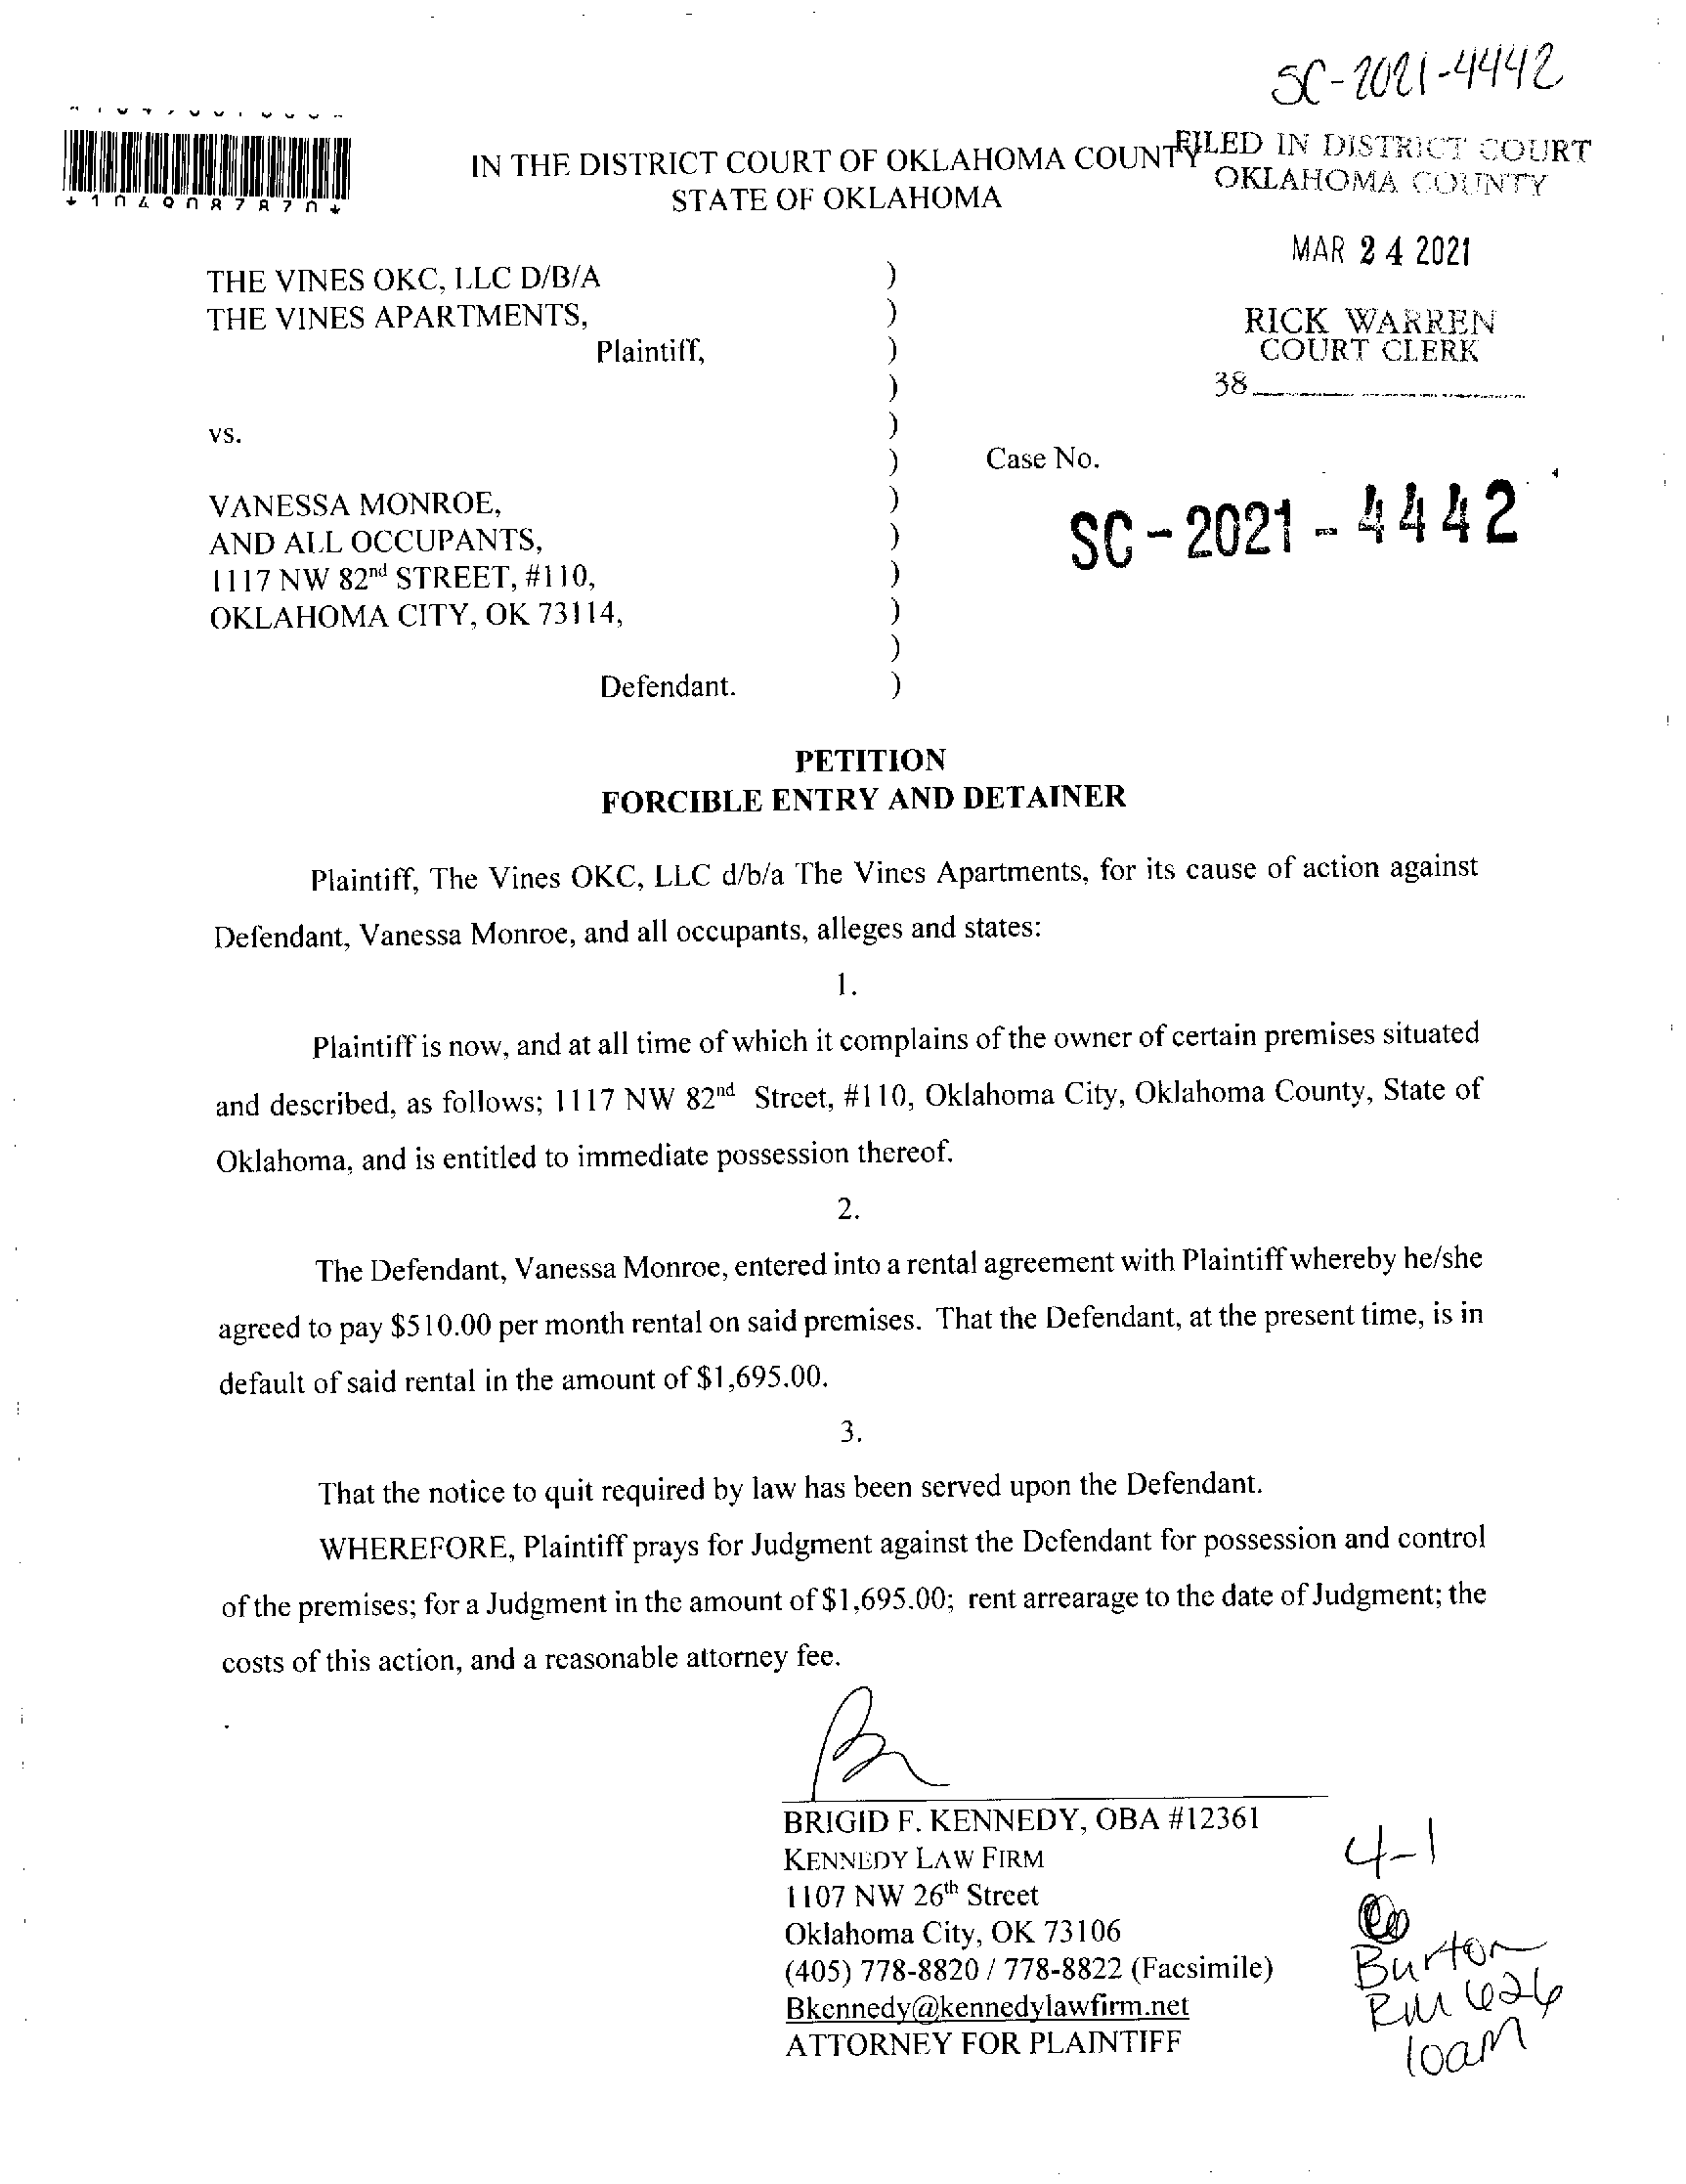 SC-2021-4442
IN THE DISTRICT COURT OF OKLAHOMA COUNTY
STATE OF OKLAHOMA
FILED IN DISTRICT COURT
OKLAHOMA COUNTY
MAR 24 2021
RICK WARREN
COURT CLERK
38
THE VINES OKC, LLC D/B/A )
THE VINES APARTMENTS, )
Plaintiff, )
)
vs. )
) Case No.
VANESSA MONROE, )
AND ALL OCCUPANTS, ) SC-2021-4442
1117 NW 82nd STREET, #110, )
OKLAHOMA CITY, OK 73114, )
)
Defendant. )
PETITION
FORCIBLE ENTRY AND DETAINER
Plaintiff, The Vines OKC, LLC d/b/a The Vines Apartments, for its cause of action against
Defendant, Vanessa Monroe, and all occupants, alleges and states:
1.
Plaintiff is now, and at all time of which it complains of the owner of certain premises situated
and described, as follows; 1117 NW 82nd Street, #110, Oklahoma City, Oklahoma County, State of
Oklahoma, and is entitled to immediate possession thereof.
2.
The Defendant, Vanessa Monroe, entered into a rental agreement with Plaintiff whereby he/she
agreed to pay $510.00 per month rental on said premises. That the Defendant, at the present time, is in
default of said rental in the amount of $1,695.00.
3.
That the notice to quit required by law has been served upon the Defendant.
WHEREFORE, Plaintiff prays for Judgment against the Defendant for possession and control
of the premises; for a Judgment in the amount of $1,695.00; rent arrearage to the date of Judgment; the
costs of this action, and a reasonable attorney fee.
BRIGID F. KENNEDY, OBA #12361
KENNEDY LAW FIRM
1107 NW 26th Street
Oklahoma City, OK 73106
(405) 778-8820 / 778-8822 (Facsimile)
Bkennedy@kennedylawfirm.net
ATTORNEY FOR PLAINTIFF
4-1
Burton
RM 626
10am